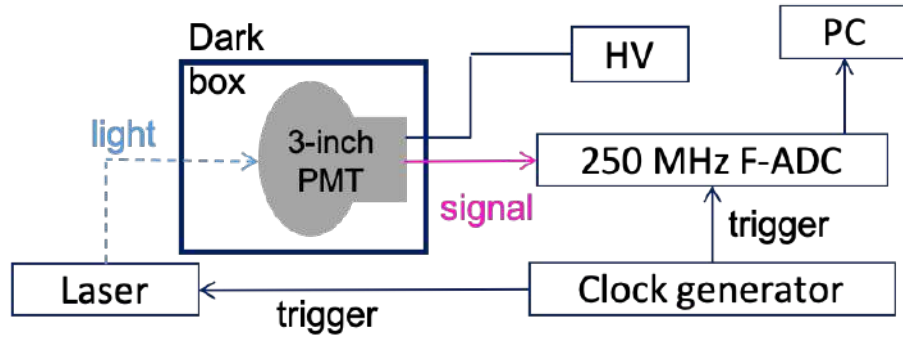 Dark
box
HV
PC
light
3-inch
PMT
signal
250 MHz F-ADC
trigger
Laser
trigger
Clock generator